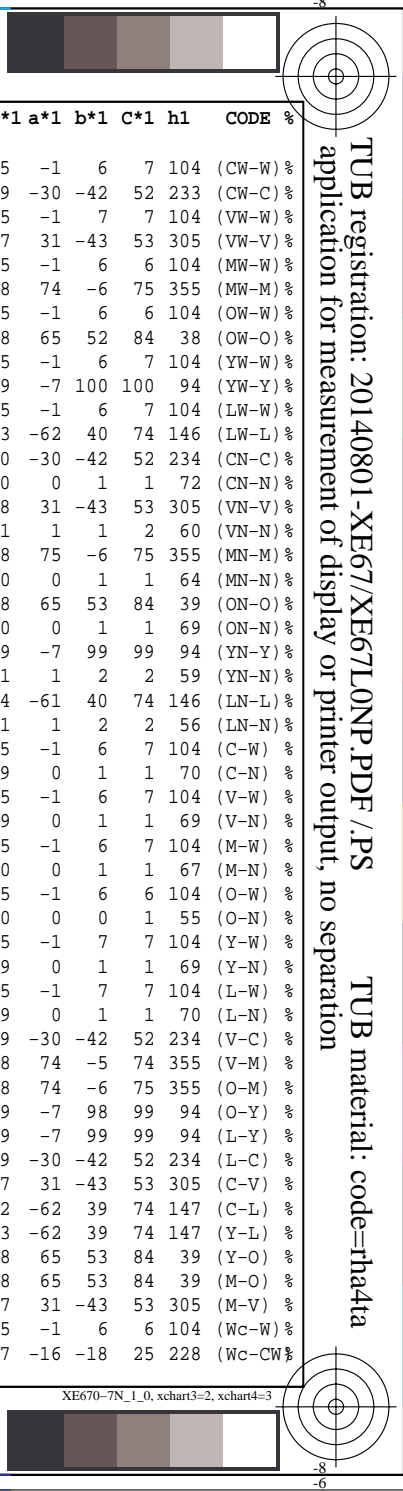 -8
*1 a*1 b*1 C*1 h1 CODE %
5 -1 6 7 104 (CW-W)%
9 -30 -42 52 233 (CW-C)%
5 -1 7 7 104 (VW-W)%
7 31 -43 53 305 (VW-V)%
5 -1 6 6 104 (MW-W)%
8 74 -6 75 355 (MW-M)%
5 -1 6 6 104 (OW-W)%
8 65 52 84 38 (OW-O)%
5 -1 6 7 104 (YW-W)%
9 -7 100 100 94 (YW-Y)%
5 -1 6 7 104 (LW-W)%
3 -62 40 74 146 (LW-L)%
0 -30 -42 52 234 (CN-C)%
0 0 1 1 72 (CN-N)%
8 31 -43 53 305 (VN-V)%
1 1 1 2 60 (VN-N)%
8 75 -6 75 355 (MN-M)%
0 0 1 1 64 (MN-N)%
8 65 53 84 39 (ON-O)%
0 0 1 1 69 (ON-N)%
9 -7 99 99 94 (YN-Y)%
1 1 2 2 59 (YN-N)%
4 -61 40 74 146 (LN-L)%
1 1 2 2 56 (LN-N)%
5 -1 6 7 104 (C-W) %
9 0 1 1 70 (C-N) %
5 -1 6 7 104 (V-W) %
9 0 1 1 69 (V-N) %
5 -1 6 7 104 (M-W) %
0 0 1 1 67 (M-N) %
5 -1 6 6 104 (O-W) %
0 0 0 1 55 (O-N) %
5 -1 7 7 104 (Y-W) %
9 0 1 1 69 (Y-N) %
5 -1 7 7 104 (L-W) %
9 0 1 1 70 (L-N) %
9 -30 -42 52 234 (V-C) %
8 74 -5 74 355 (V-M) %
8 74 -6 75 355 (O-M) %
9 -7 98 99 94 (O-Y) %
9 -7 99 99 94 (L-Y) %
9 -30 -42 52 234 (L-C) %
7 31 -43 53 305 (C-V) %
2 -62 39 74 147 (C-L) %
3 -62 39 74 147 (Y-L) %
8 65 53 84 39 (Y-O) %
8 65 53 84 39 (M-O) %
7 31 -43 53 305 (M-V) %
5 -1 6 6 104 (Wc-W)%
7 -16 -18 25 228 (Wc-CW%
XE670-7N_1_0, xchart3=2, xchart4=3
TUB registration: 20140801-XE67/XE67L0NP.PDF /.PS TUB material: code=rha4ta
application for measurement of display or printer output, no separation
-8
-6